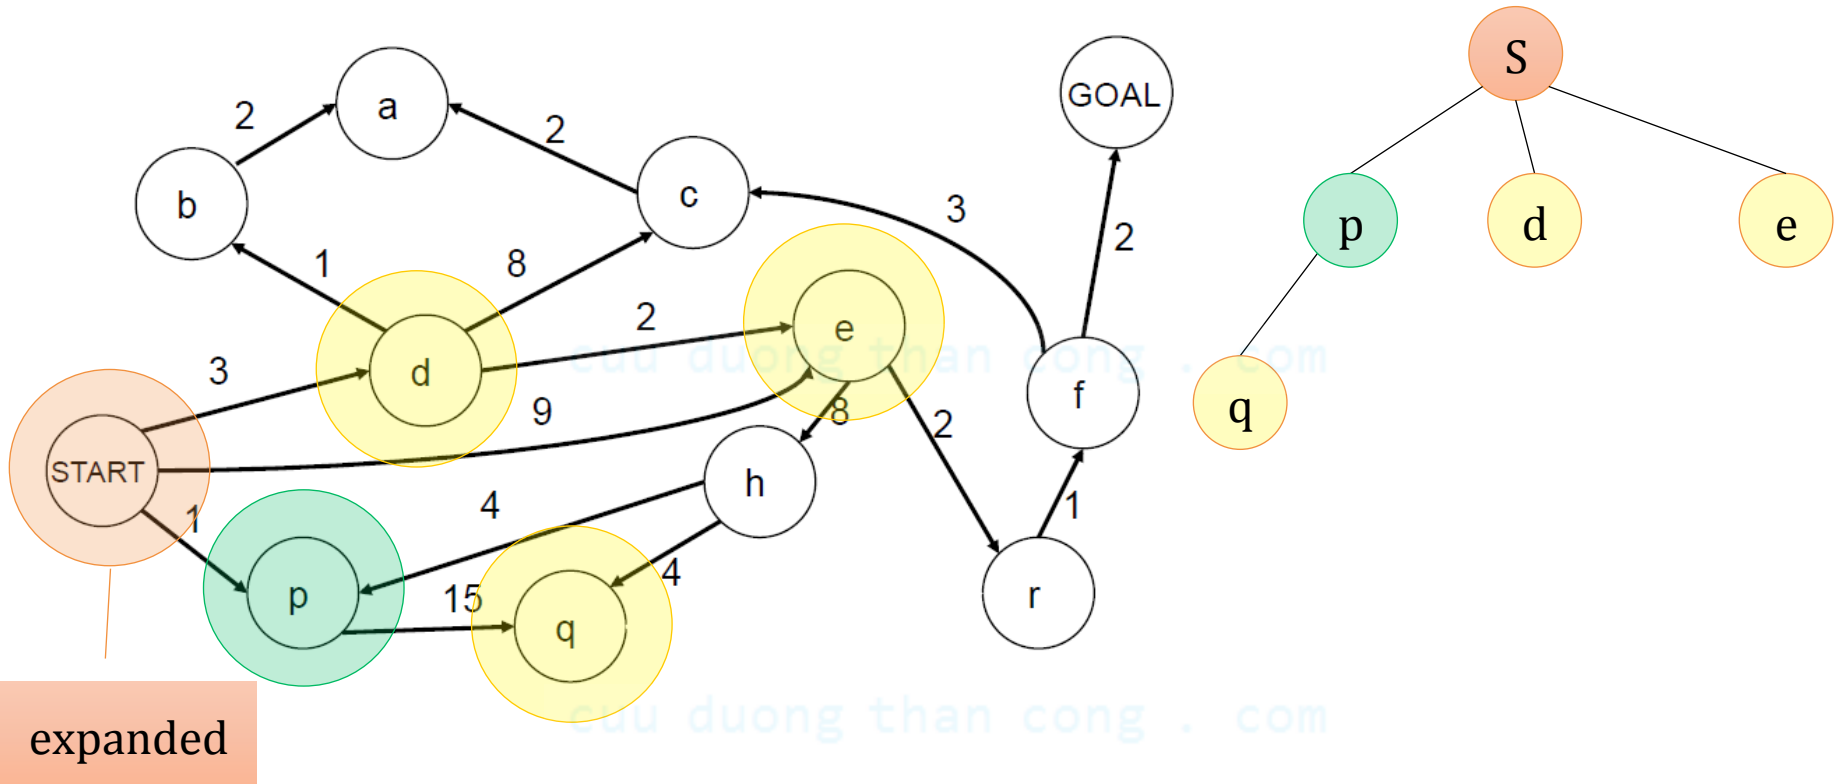 a
GOAL
S
2
2
b
c
3
p
d
e
2
1
8
2
e
cuu duong than cong . com
3
d
f
q
9
8
2
START
h
1
4
1
4
p
15
q
r
cuu duong than cong . com
expanded